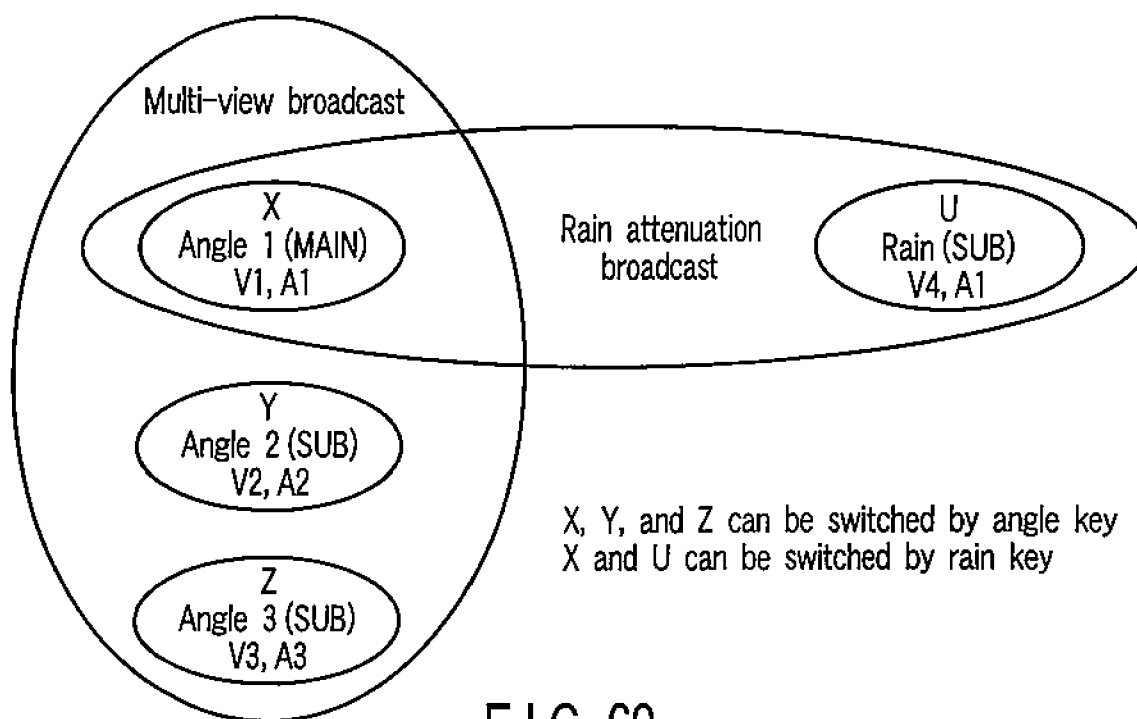 Multi-view broadcast
X
Angle 1 (MAIN)
V1, A1
Rain attenuation
broadcast
U
Rain (SUB)
V4, A1
Y
Angle 2 (SUB)
V2, A2
X, Y, and Z can be switched by angle key
X and U can be switched by rain key
Z
Angle 3 (SUB)
V3, A3